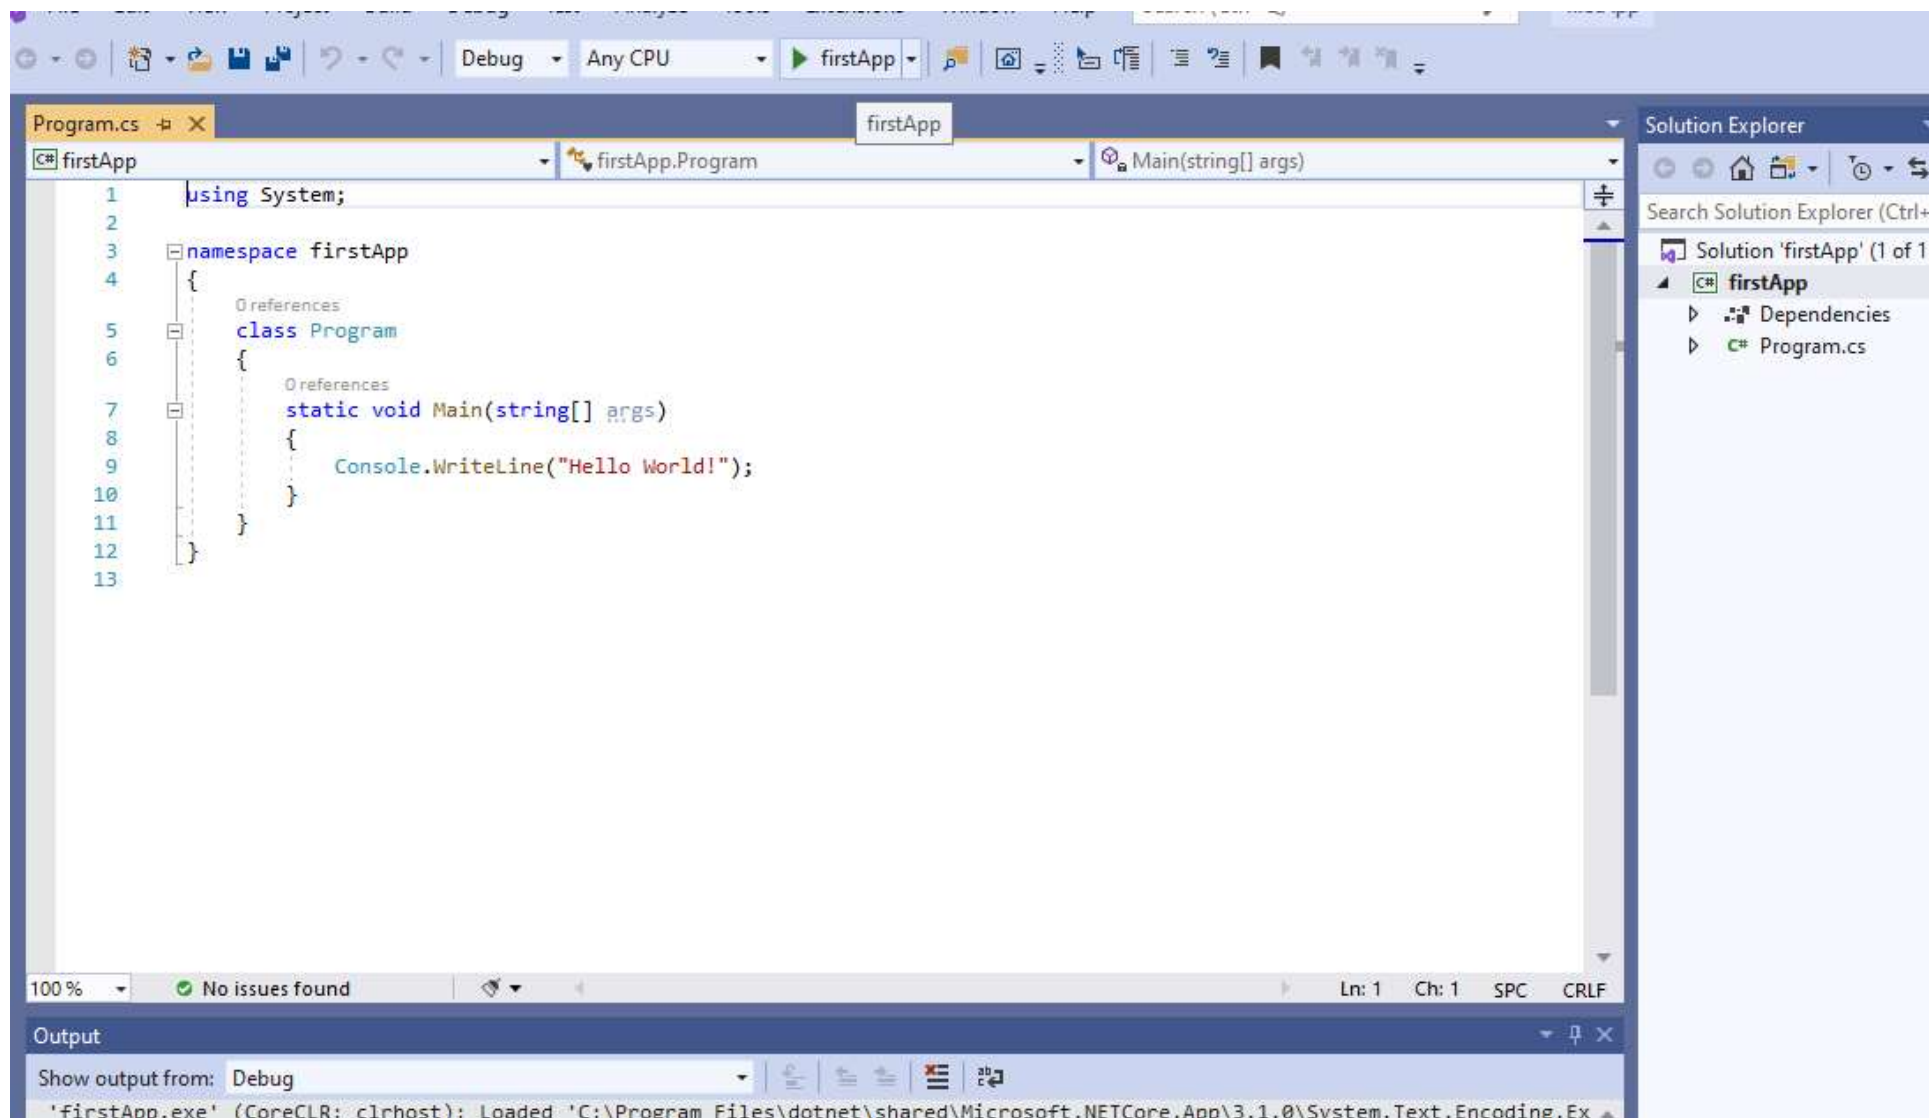 Debug Any CPU firstApp
Program.cs
firstApp
Solution Explorer
C# firstApp firstApp.Program Main(string[] args)
Search Solution Explorer (Ctrl+
Solution 'firstApp' (1 of 1
C# firstApp
Dependencies
C# Program.cs
1 using System;
2
3 namespace firstApp
4 {
0 references
5 class Program
6 {
0 references
7 static void Main(string[] args)
8 {
9 Console.WriteLine("Hello World!");
10 }
11 }
12 }
13
100 % No issues found Ln: 1 Ch: 1 SPC CRLF
Output
Show output from: Debug
'firstApp.exe' (CoreCLR: clrhost): Loaded 'C:\Program Files\dotnet\shared\Microsoft.NETCore.App\3.1.0\System.Text.Encoding.Ex